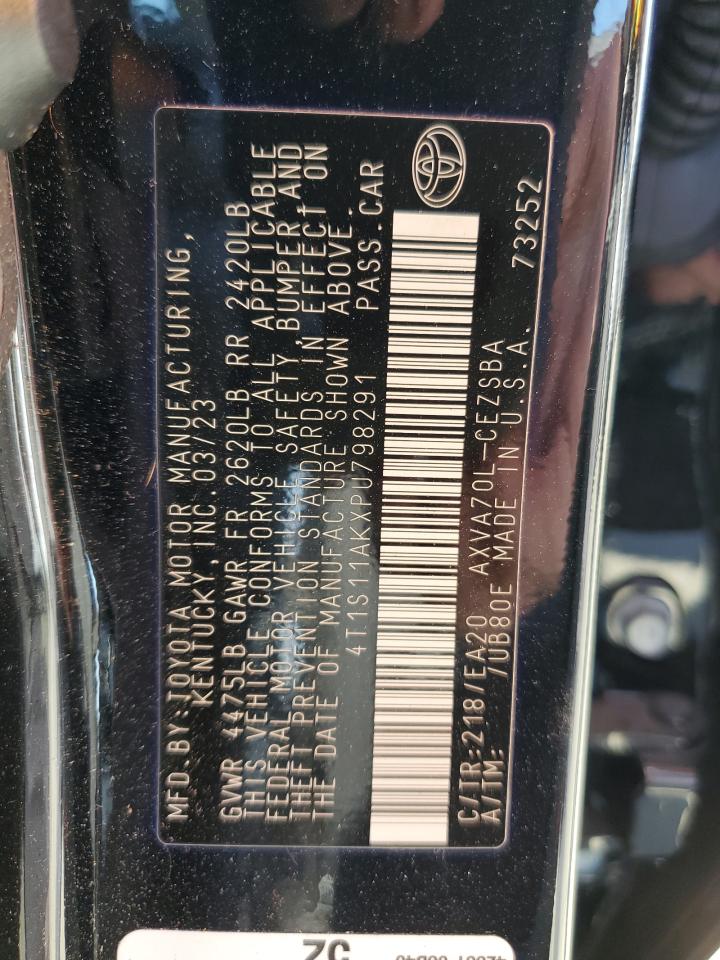 MFD.BY:TOYOTA MOTOR MANUFACTURING,
KENTUCKY, INC.03/23
GVWR 4475LB GAWR FR 2620LB RR 2420LB
THIS VEHICLE CONFORMS TO ALL APPLICABLE
FEDERAL MOTOR VEHICLE SAFETY, BUMPER AND
THEFT PREVENTION STANDARDS IN EFFECT ON
THE DATE OF MANUFACTURE SHOWN ABOVE.
4T1S11AKXPU798291 PASS.CAR
C/TR:218/EA20 AXVA70L-CEZSBA
A/TM: /UB80E MADE IN U.S.A. 73252